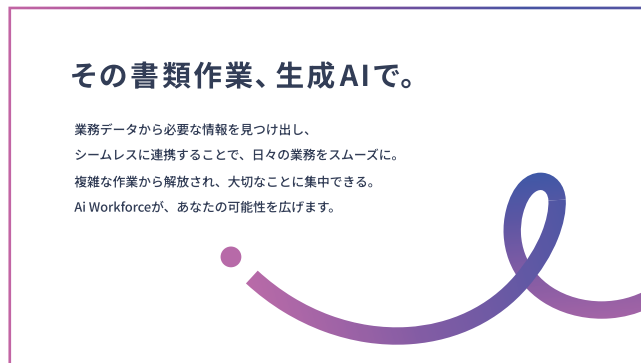 その書類作業、生成AIで。
業務データから必要な情報を見つけ出し、
シームレスに連携することで、日々の業務をスムーズに。
複雑な作業から解放され、大切なことに集中できる。
Ai Workforceが、あなたの可能性を広げます。